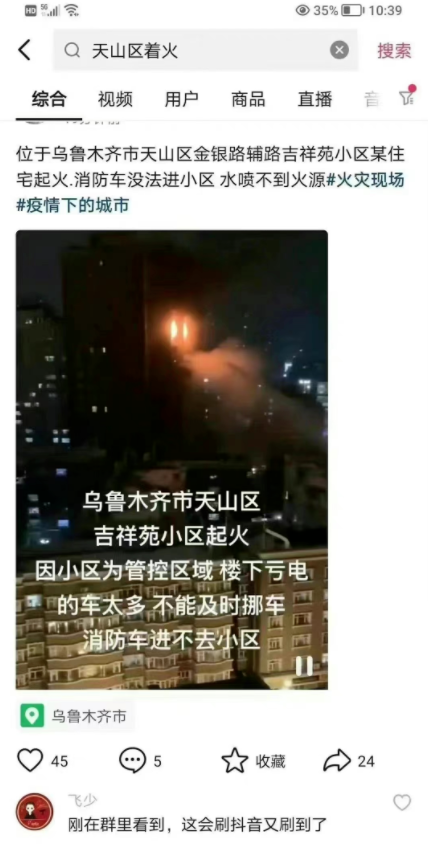 HD 5G 35% 10:39
天山区着火 搜索
综合 视频 用户 商品 直播 音
位于乌鲁木齐市天山区金银路辅路吉祥苑小区某住
宅起火.消防车没法进小区 水喷不到火源#火灾现场
#疫情下的城市
乌鲁木齐市天山区
吉祥苑小区起火
因小区为管控区域 楼下亏电
的车太多 不能及时挪车
消防车进不去小区
乌鲁木齐市
45 5 收藏 24
飞少
刚在群里看到，这会刷抖音又刷到了